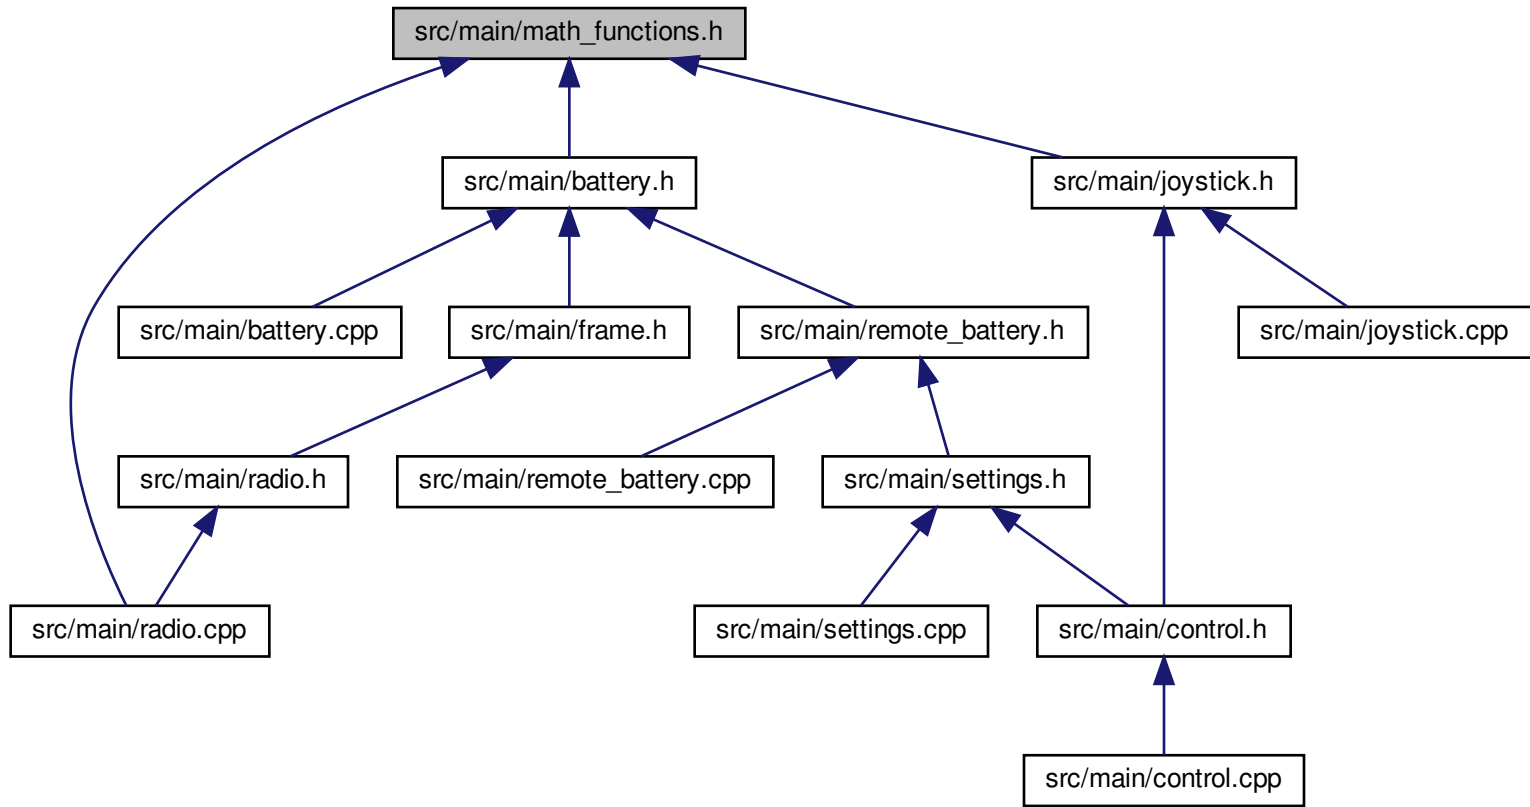 src/main/math_functions.h
src/main/battery.h
src/main/joystick.h
src/main/battery.cpp
src/main/frame.h
src/main/remote_battery.h
src/main/joystick.cpp
src/main/radio.h
src/main/remote_battery.cpp
src/main/settings.h
src/main/radio.cpp
src/main/settings.cpp
src/main/control.h
src/main/control.cpp